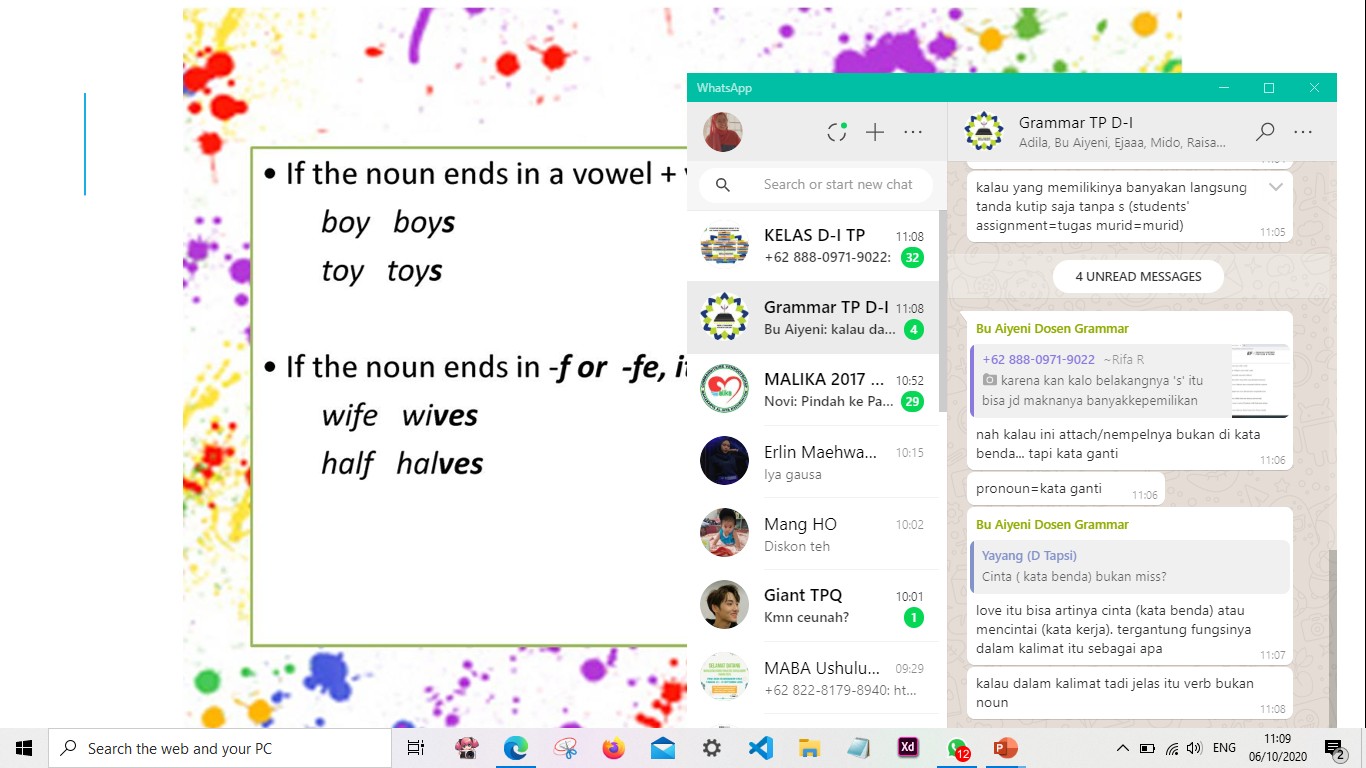 • If the noun ends in a vowel +
boy boys
toy toys
• If the noun ends in -f or -fe, it
wife wives
half halves
WhatsApp
Search or start new chat
KELAS D-I TP 11:08
+62 888-0971-9022: 32
Grammar TP D-I 11:08
Bu Aiyeni: kalau da... 4
MALIKA 2017 ... 10:52
Novi: Pindah ke Pa... 29
Erlin Maehwa... 10:15
Iya gausa
Mang HO 10:02
Diskon teh
Giant TPQ 10:01
Kmn ceunah? 1
MABA Ushulu... 09:29
+62 822-8179-8940: ht...
Grammar TP D-I
Adila, Bu Aiyeni, Ejaaa, Mido, Raisa...
kalau yang memilikinya banyakan langsung
tanda kutip saja tanpa s (students'
assignment=tugas murid=murid)
11:05
4 UNREAD MESSAGES
Bu Aiyeni Dosen Grammar
+62 888-0971-9022 ~Rifa R
karena kan kalo belakangnya 's' itu
bisa jd maknanya banyakkepemilikan
nah kalau ini attach/nempelnya bukan di kata
benda... tapi kata ganti
11:06
pronoun=kata ganti 11:06
Bu Aiyeni Dosen Grammar
Yayang (D Tapsi)
Cinta ( kata benda) bukan miss?
love itu bisa artinya cinta (kata benda) atau
mencintai (kata kerja). tergantung fungsinya
dalam kalimat itu sebagai apa
11:07
kalau dalam kalimat tadi jelas itu verb bukan
noun
11:08
Search the web and your PC
Xd
12
ENG
11:09
06/10/2020
2